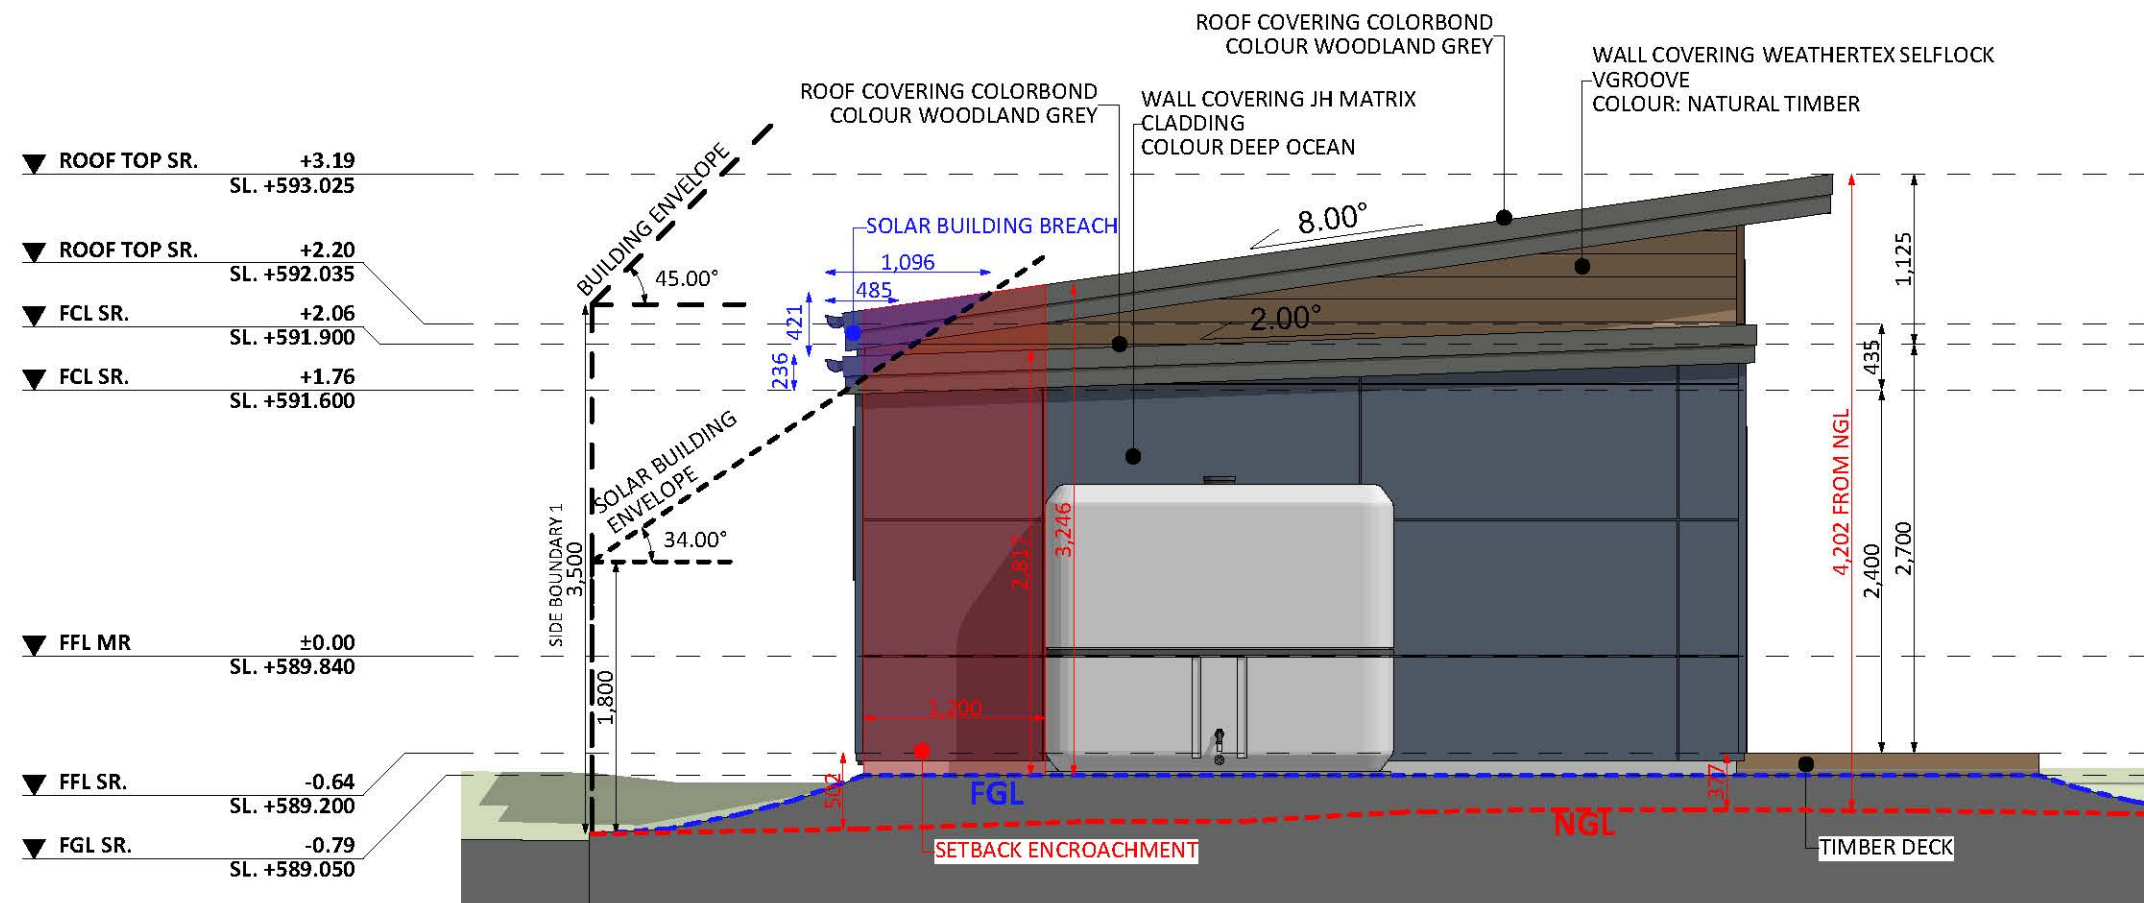 ROOF COVERING COLORBOND
COLOUR WOODLAND GREY
WALL COVERING WEATHERTEX SELFLOCK
VGROOVE
COLOUR: NATURAL TIMBER
ROOF COVERING COLORBOND
COLOUR WOODLAND GREY
WALL COVERING JH MATRIX
CLADDING
COLOUR DEEP OCEAN
ROOF TOP SR. +3.19
SL. +593.025
ROOF TOP SR. +2.20
SL. +592.035
FCL SR. +2.06
SL. +591.900
FCL SR. +1.76
SL. +591.600
FFL MR ±0.00
SL. +589.840
FFL SR. -0.64
SL. +589.200
FGL SR. -0.79
SL. +589.050
BUILDING ENVELOPE
45.00°
SOLAR BUILDING BREACH
1,096
485
421
236
8.00°
2.00°
SOLAR BUILDING
ENVELOPE
34.00°
SIDE BOUNDARY 1
3,500
1,800
1,200
2,817
3,246
502
377
FGL
NGL
SETBACK ENCROACHMENT
TIMBER DECK
4,202 FROM NGL
2,400
435
2,700
1,125